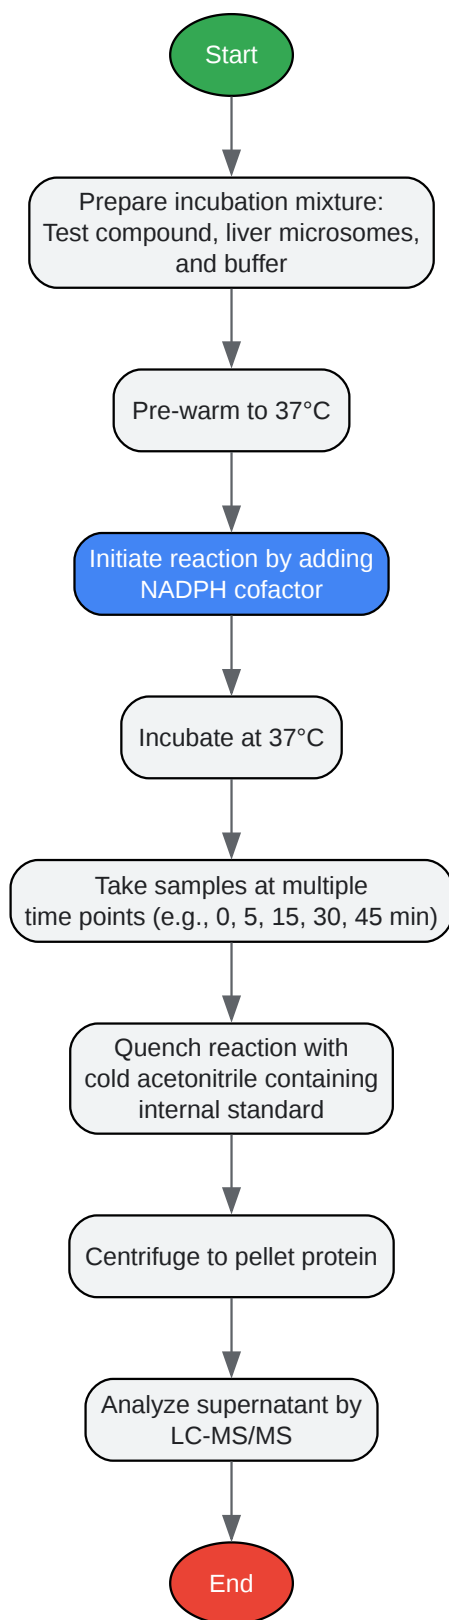 Start
Prepare incubation mixture:
Test compound, liver microsomes,
and buffer
Pre-warm to 37°C
Initiate reaction by adding
NADPH cofactor
Incubate at 37°C
Take samples at multiple
time points (e.g., 0, 5, 15, 30, 45 min)
Quench reaction with
cold acetonitrile containing
internal standard
Centrifuge to pellet protein
Analyze supernatant by
LC-MS/MS
End